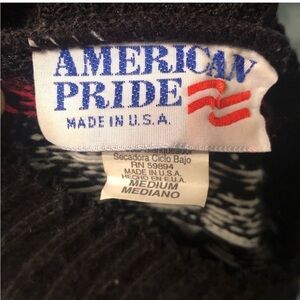 AMERICAN
PRIDE
MADE IN U.S.A.
Secadora Ciclo Bajo
RN 59894
MADE IN U.S.A.
HECHO EN E.U.A.
MEDIUM
MEDIANO